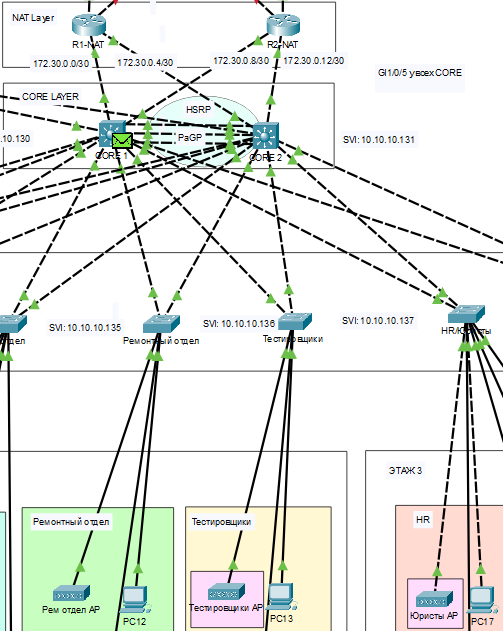 NAT Layer
R1-NAT
R2-NAT
172.30.0.0/30
172.30.0.4/30
172.30.0.8/30
172.30.0.12/30
GI1/0/5 у всех CORE
CORE LAYER
HSRP
.10.130
PaGP
SVI: 10.10.10.131
CORE 1
CORE 2
SVI: 10.10.10.135
SVI: 10.10.10.136
SVI: 10.10.10.137
отдел
Ремонтный отдел
Тестировщики
HR/Юристы
ЭТАЖ 3
Ремонтный отдел
Тестировщики
HR
Рем отдел AP
PC12
Тестировщики AP
PC13
Юристы AP
PC17